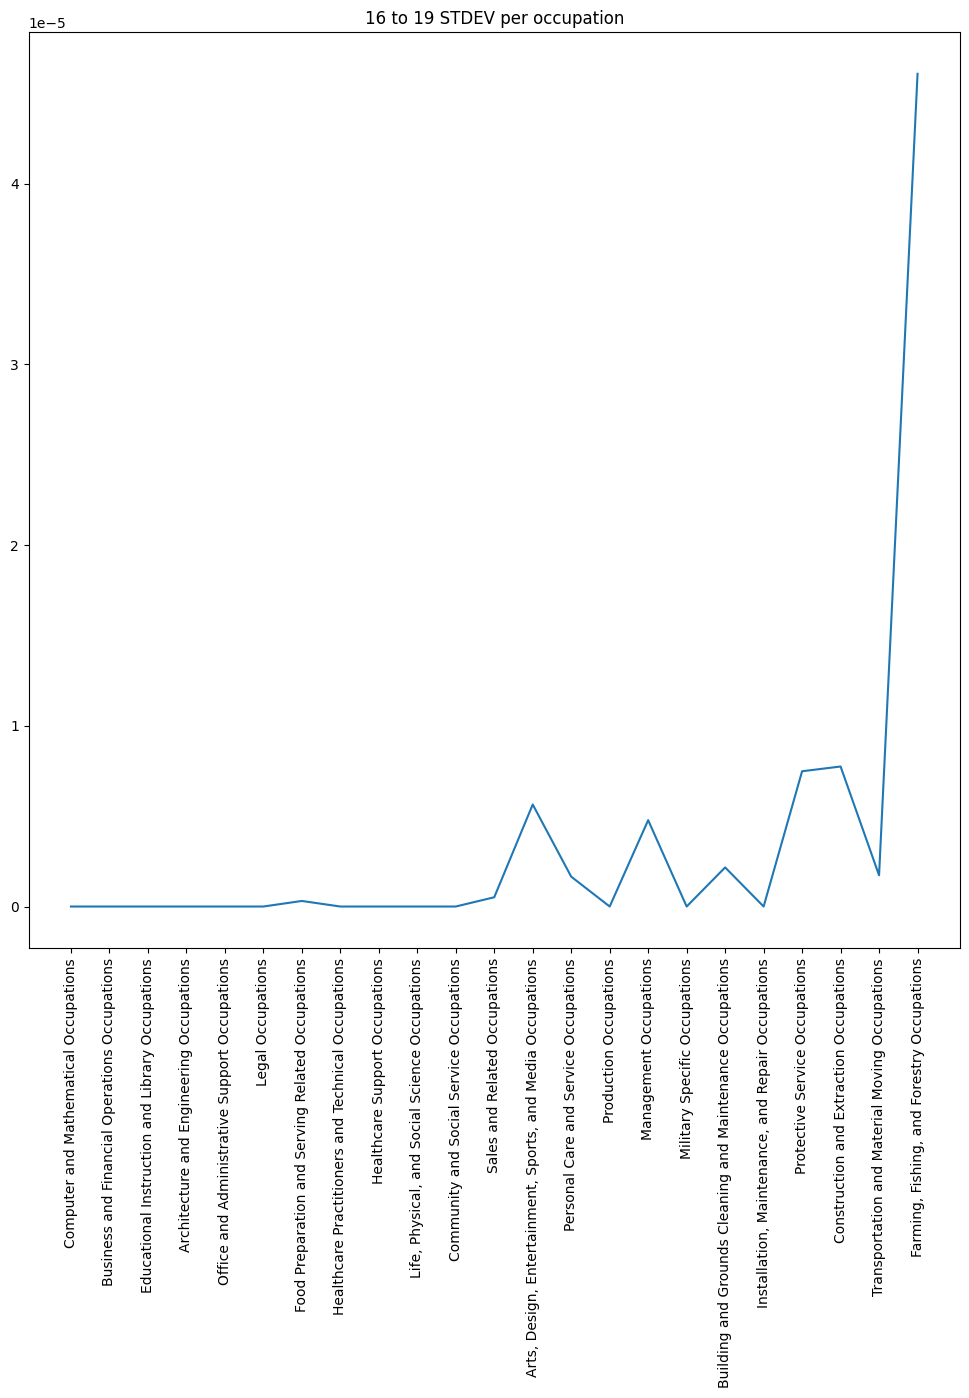 16 to 19 STDEV per occupation
1e−5
4
3
2
1
0
Computer and Mathematical Occupations
Business and Financial Operations Occupations
Educational Instruction and Library Occupations
Architecture and Engineering Occupations
Office and Administrative Support Occupations
Legal Occupations
Food Preparation and Serving Related Occupations
Healthcare Practitioners and Technical Occupations
Healthcare Support Occupations
Life, Physical, and Social Science Occupations
Community and Social Service Occupations
Sales and Related Occupations
Arts, Design, Entertainment, Sports, and Media Occupations
Personal Care and Service Occupations
Production Occupations
Management Occupations
Military Specific Occupations
Building and Grounds Cleaning and Maintenance Occupations
Installation, Maintenance, and Repair Occupations
Protective Service Occupations
Construction and Extraction Occupations
Transportation and Material Moving Occupations
Farming, Fishing, and Forestry Occupations